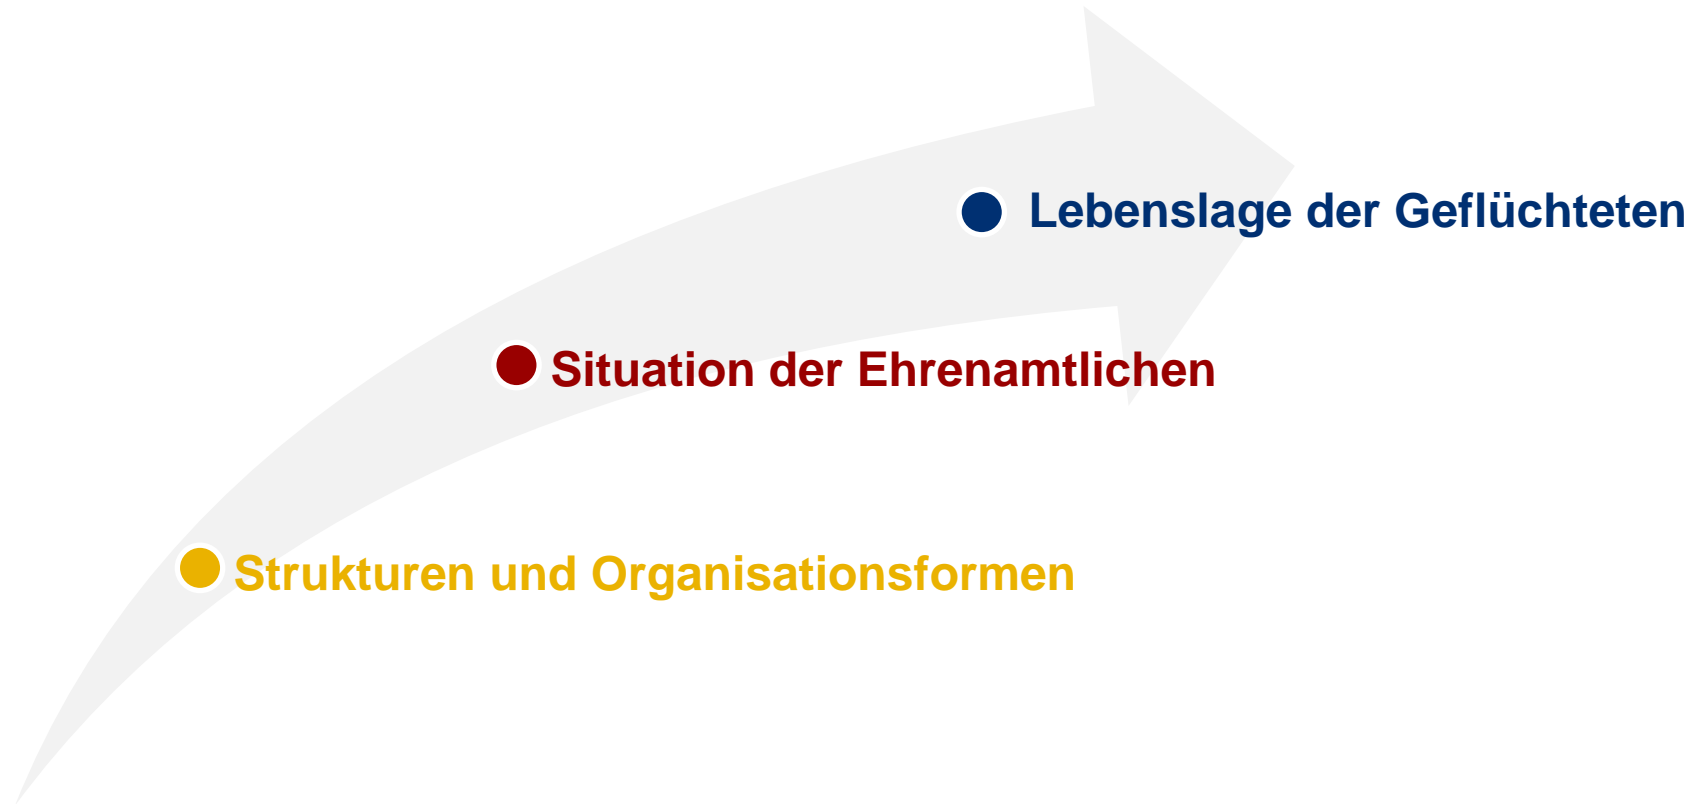 Lebenslage der Geflüchteten
Situation der Ehrenamtlichen
Strukturen und Organisationsformen